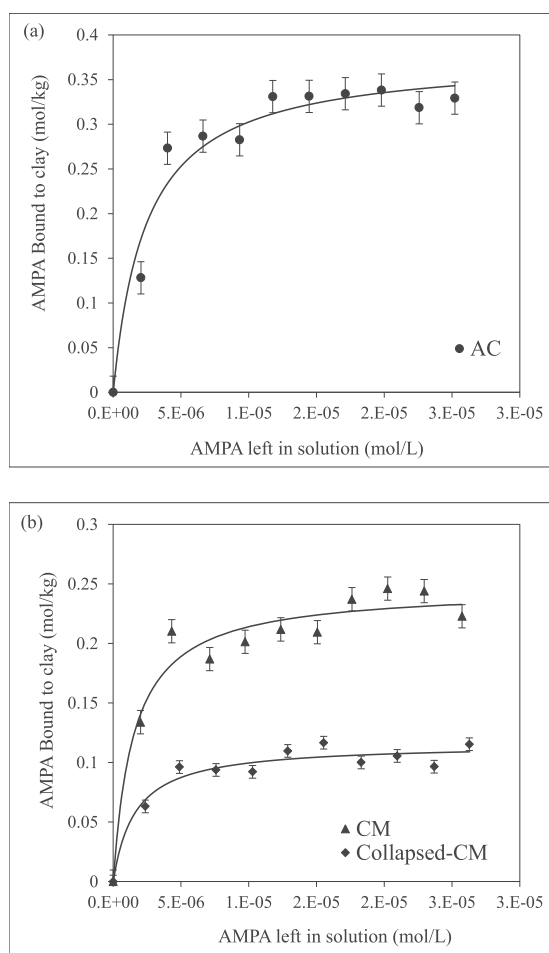 (a)
0.4
0.35
0.3
0.25
0.2
0.15
0.1
0.05
0
AMPA Bound to clay (mol/kg)
AC
0.E+00 5.E-06 1.E-05 2.E-05 2.E-05 3.E-05 3.E-05
AMPA left in solution (mol/L)
(b)
0.3
0.25
0.2
0.15
0.1
0.05
0
AMPA Bound to clay (mol/kg)
CM
Collapsed-CM
0.E+00 5.E-06 1.E-05 2.E-05 2.E-05 3.E-05 3.E-05
AMPA left in solution (mol/L)